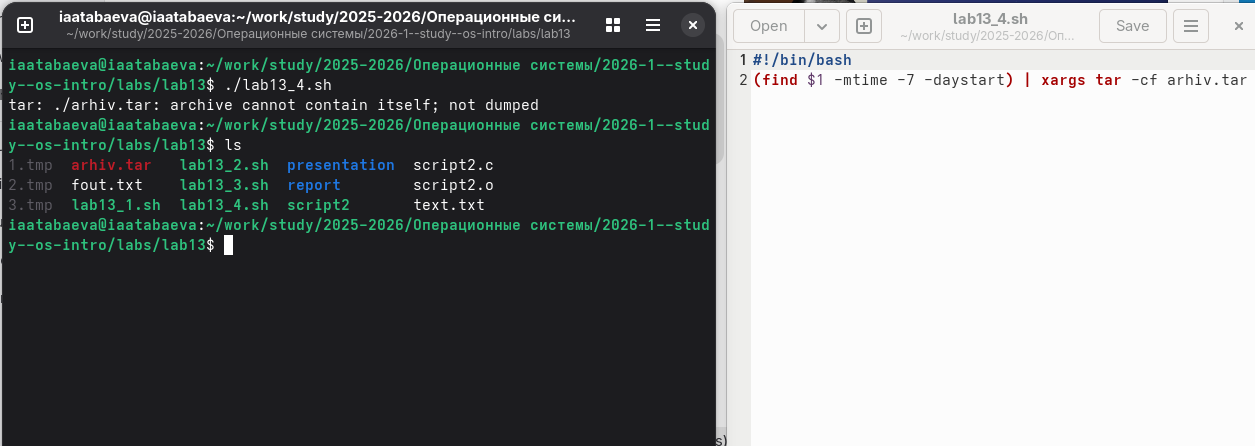 iaatabaeva@iaatabaeva:~/work/study/2025-2026/Операционные си...
~/work/study/2025-2026/Операционные системы/2026-1--study--os-intro/labs/lab13
iaatabaeva@iaatabaeva:~/work/study/2025-2026/Операционные системы/2026-1--stud
y--os-intro/labs/lab13$ ./lab13_4.sh
tar: ./arhiv.tar: archive cannot contain itself; not dumped
iaatabaeva@iaatabaeva:~/work/study/2025-2026/Операционные системы/2026-1--stud
y--os-intro/labs/lab13$ ls
1.tmp arhiv.tar lab13_2.sh presentation script2.c
2.tmp fout.txt lab13_3.sh report script2.o
3.tmp lab13_1.sh lab13_4.sh script2 text.txt
iaatabaeva@iaatabaeva:~/work/study/2025-2026/Операционные системы/2026-1--stud
y--os-intro/labs/lab13$
Open
lab13_4.sh
~/work/study/2025-2026/Оп...
Save
1 #!/bin/bash
2 (find $1 -mtime -7 -daystart) | xargs tar -cf arhiv.tar
s)